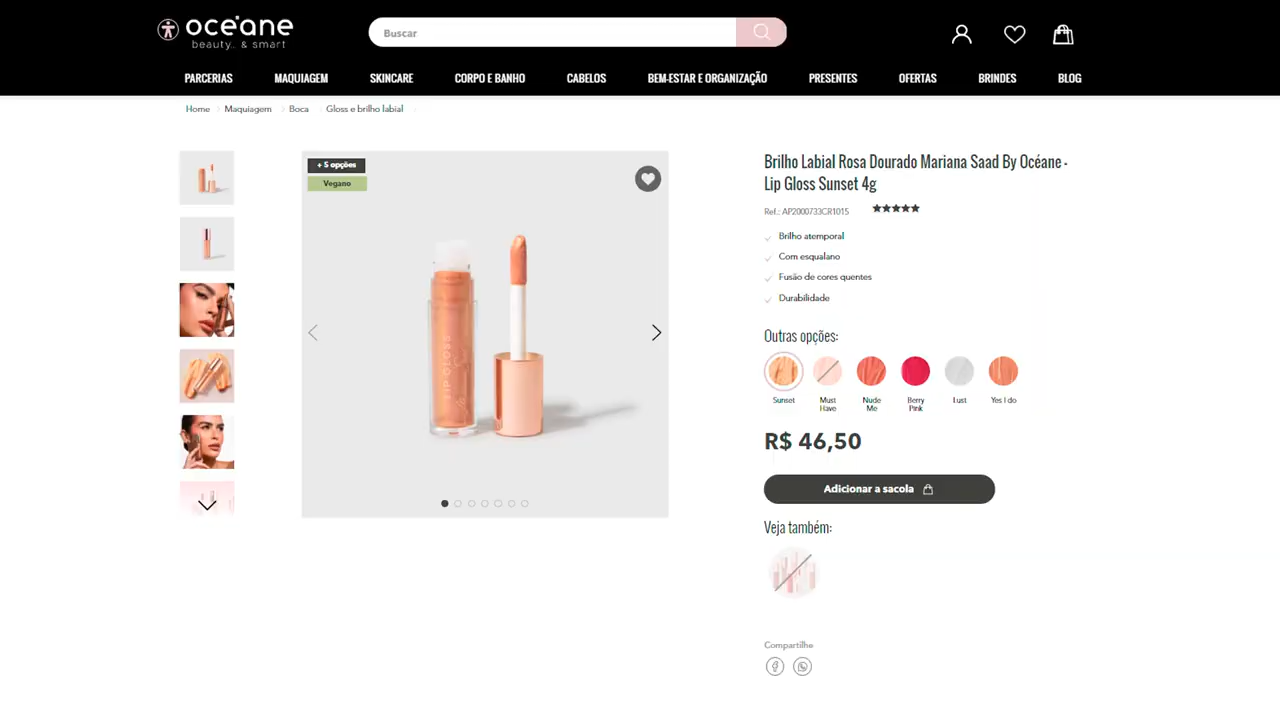 océane
beauty. & smart
Buscar
PARCERIAS
MAQUIAGEM
SKINCARE
CORPO E BANHO
CABELOS
BEM-ESTAR E ORGANIZAÇÃO
PRESENTES
OFERTAS
BRINDES
BLOG
Home
Maquiagem
Boca
Gloss e brilho labial
+ 5 opções
Vegano
LIP GLOSS
Brilho Labial Rosa Dourado Mariana Saad By Océane -
Lip Gloss Sunset 4g
Ref.: AP2000733CR1015
Brilho atemporal
Com esqualano
Fusão de cores quentes
Durabilidade
Outras opções:
Sunset
Must
Have
Nude
Me
Berry
Pink
Lust
Yes I do
R$ 46,50
Adicionar a sacola
Veja também:
Compartilhe